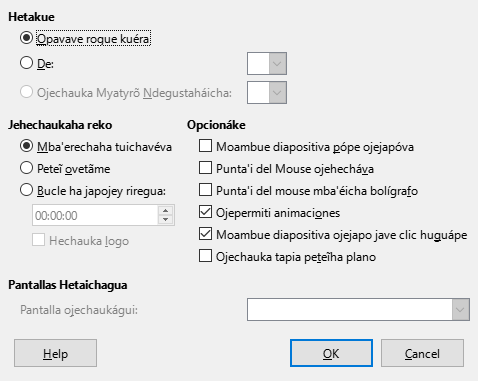 Hetakue
Opavave roque kuéra
De:
Ojechauka Myatyrõ Ndegustaháicha:
Jehechaukaha reko
Mba'erechaha tuichavéva
Peteĩ ovetãme
Bucle ha japojey riregua:
00:00:00
Hechauka logo
Opcionáke
Moambue diapositiva pópe ojejapóva
Punta'i del Mouse ojehecháva
Punta'i del mouse mba'éicha bolígrafo
Ojepermiti animaciones
Moambue diapositiva ojejapo jave clic huguápe
Ojechauka tapia peteĩha plano
Pantallas Hetaichagua
Pantalla ojechaukágui:
Help
OK
Cancel